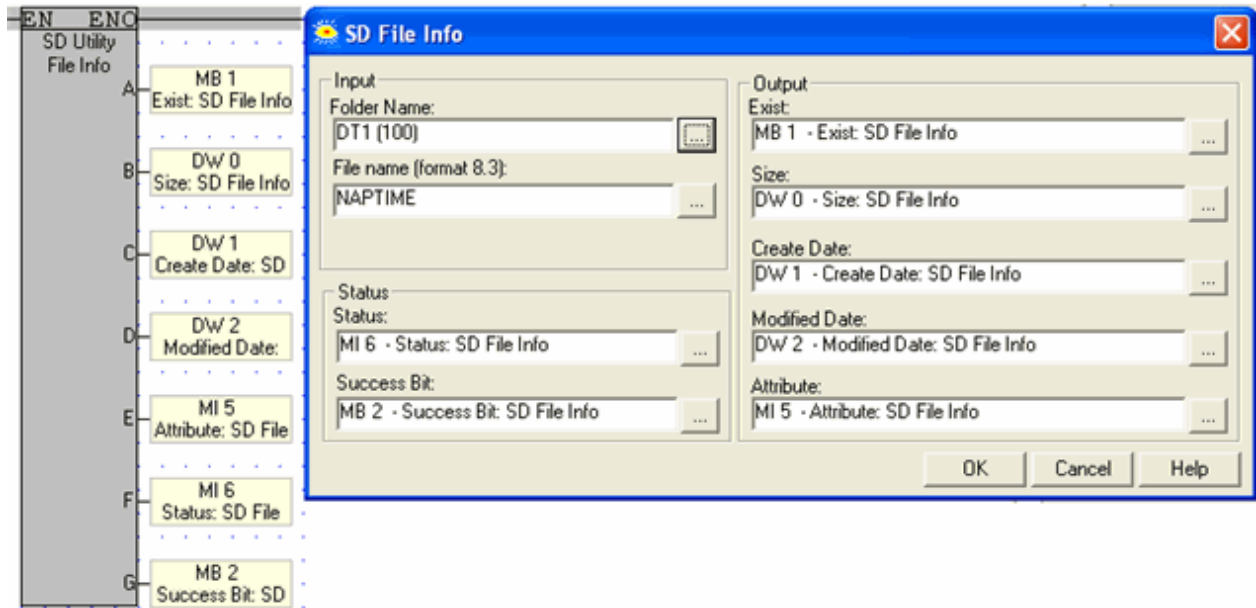 EN ENO
SD Utility
File Info
A
MB 1
Exist: SD File Info
B
DW 0
Size: SD File Info
C
DW 1
Create Date: SD
D
DW 2
Modified Date:
E
MI 5
Attribute: SD File
F
MI 6
Status: SD File
G
MB 2
Success Bit: SD
SD File Info
Input
Folder Name:
DT1 (100)
...
File name (format 8.3):
NAPTIME
...
Status
Status:
MI 6 - Status: SD File Info
...
Success Bit:
MB 2 - Success Bit: SD File Info
...
Output
Exist:
MB 1 - Exist: SD File Info
...
Size:
DW 0 - Size: SD File Info
...
Create Date:
DW 1 - Create Date: SD File Info
...
Modified Date:
DW 2 - Modified Date: SD File Info
...
Attribute:
MI 5 - Attribute: SD File Info
...
OK
Cancel
Help